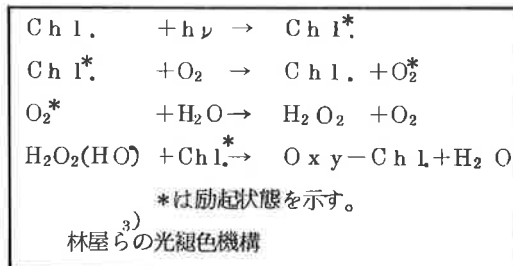 Chl. +hν → Chl*.
Chl*. +O₂ → Chl. +O₂*
O₂* +H₂O→ H₂O₂ +O₂
H₂O₂(HO·) +Chl.*→ Oxy−Chl.+H₂O
*は励起状態を示す。
林屋ら³⁾の光褪色機構